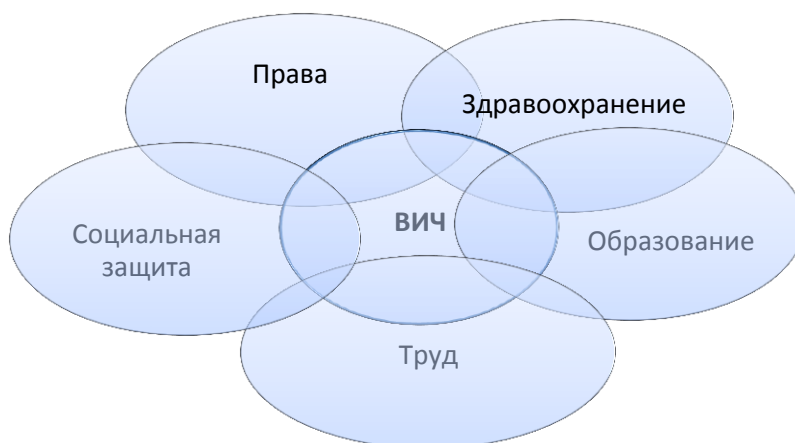 Права
Здравоохранение
Социальная
защита
ВИЧ
Образование
Труд